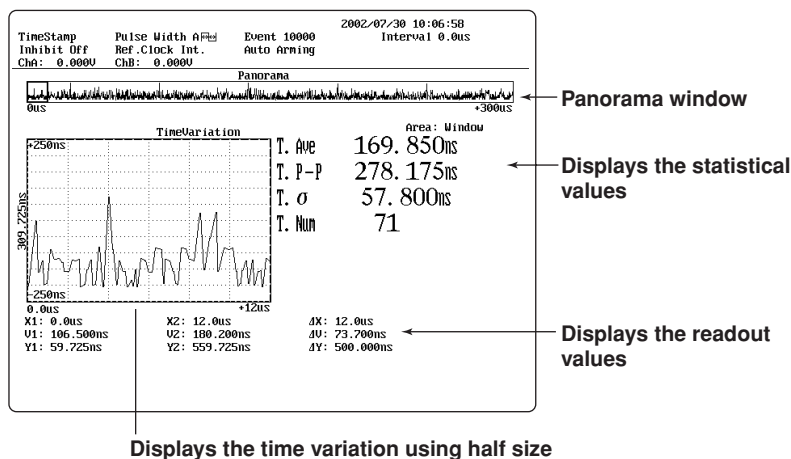 2002/07/30 10:06:58
TimeStamp Pulse Width A Event 10000 Interval 0.0us
Inhibit Off Ref.Clock Int. Auto Arming
ChA: 0.000V ChB: 0.000V
Panorama
0us +300us
Panorama window
TimeVariation Area: Window
+250ns
309.725ns
-250ns
0.0us +12us
T. Ave 169.850ns
T. P-P 278.175ns
T. σ 57.800ns
T. Num 71
Displays the statistical
values
X1: 0.0us X2: 12.0us ΔX: 12.0us
V1: 106.500ns V2: 180.200ns ΔV: 73.700ns
Y1: 59.725ns Y2: 559.725ns ΔY: 500.000ns
Displays the readout
values
Displays the time variation using half size